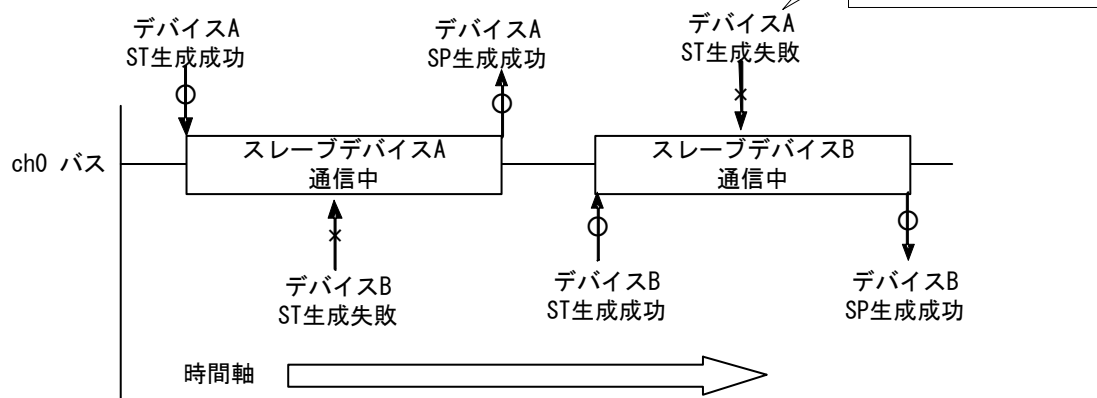 デバイスA
ST生成成功
デバイスA
SP生成成功
デバイスA
ST生成失敗
ch0 バス
スレーブデバイスA
通信中
スレーブデバイスB
通信中
デバイスB
ST生成失敗
デバイスB
ST生成成功
デバイスB
SP生成成功
時間軸